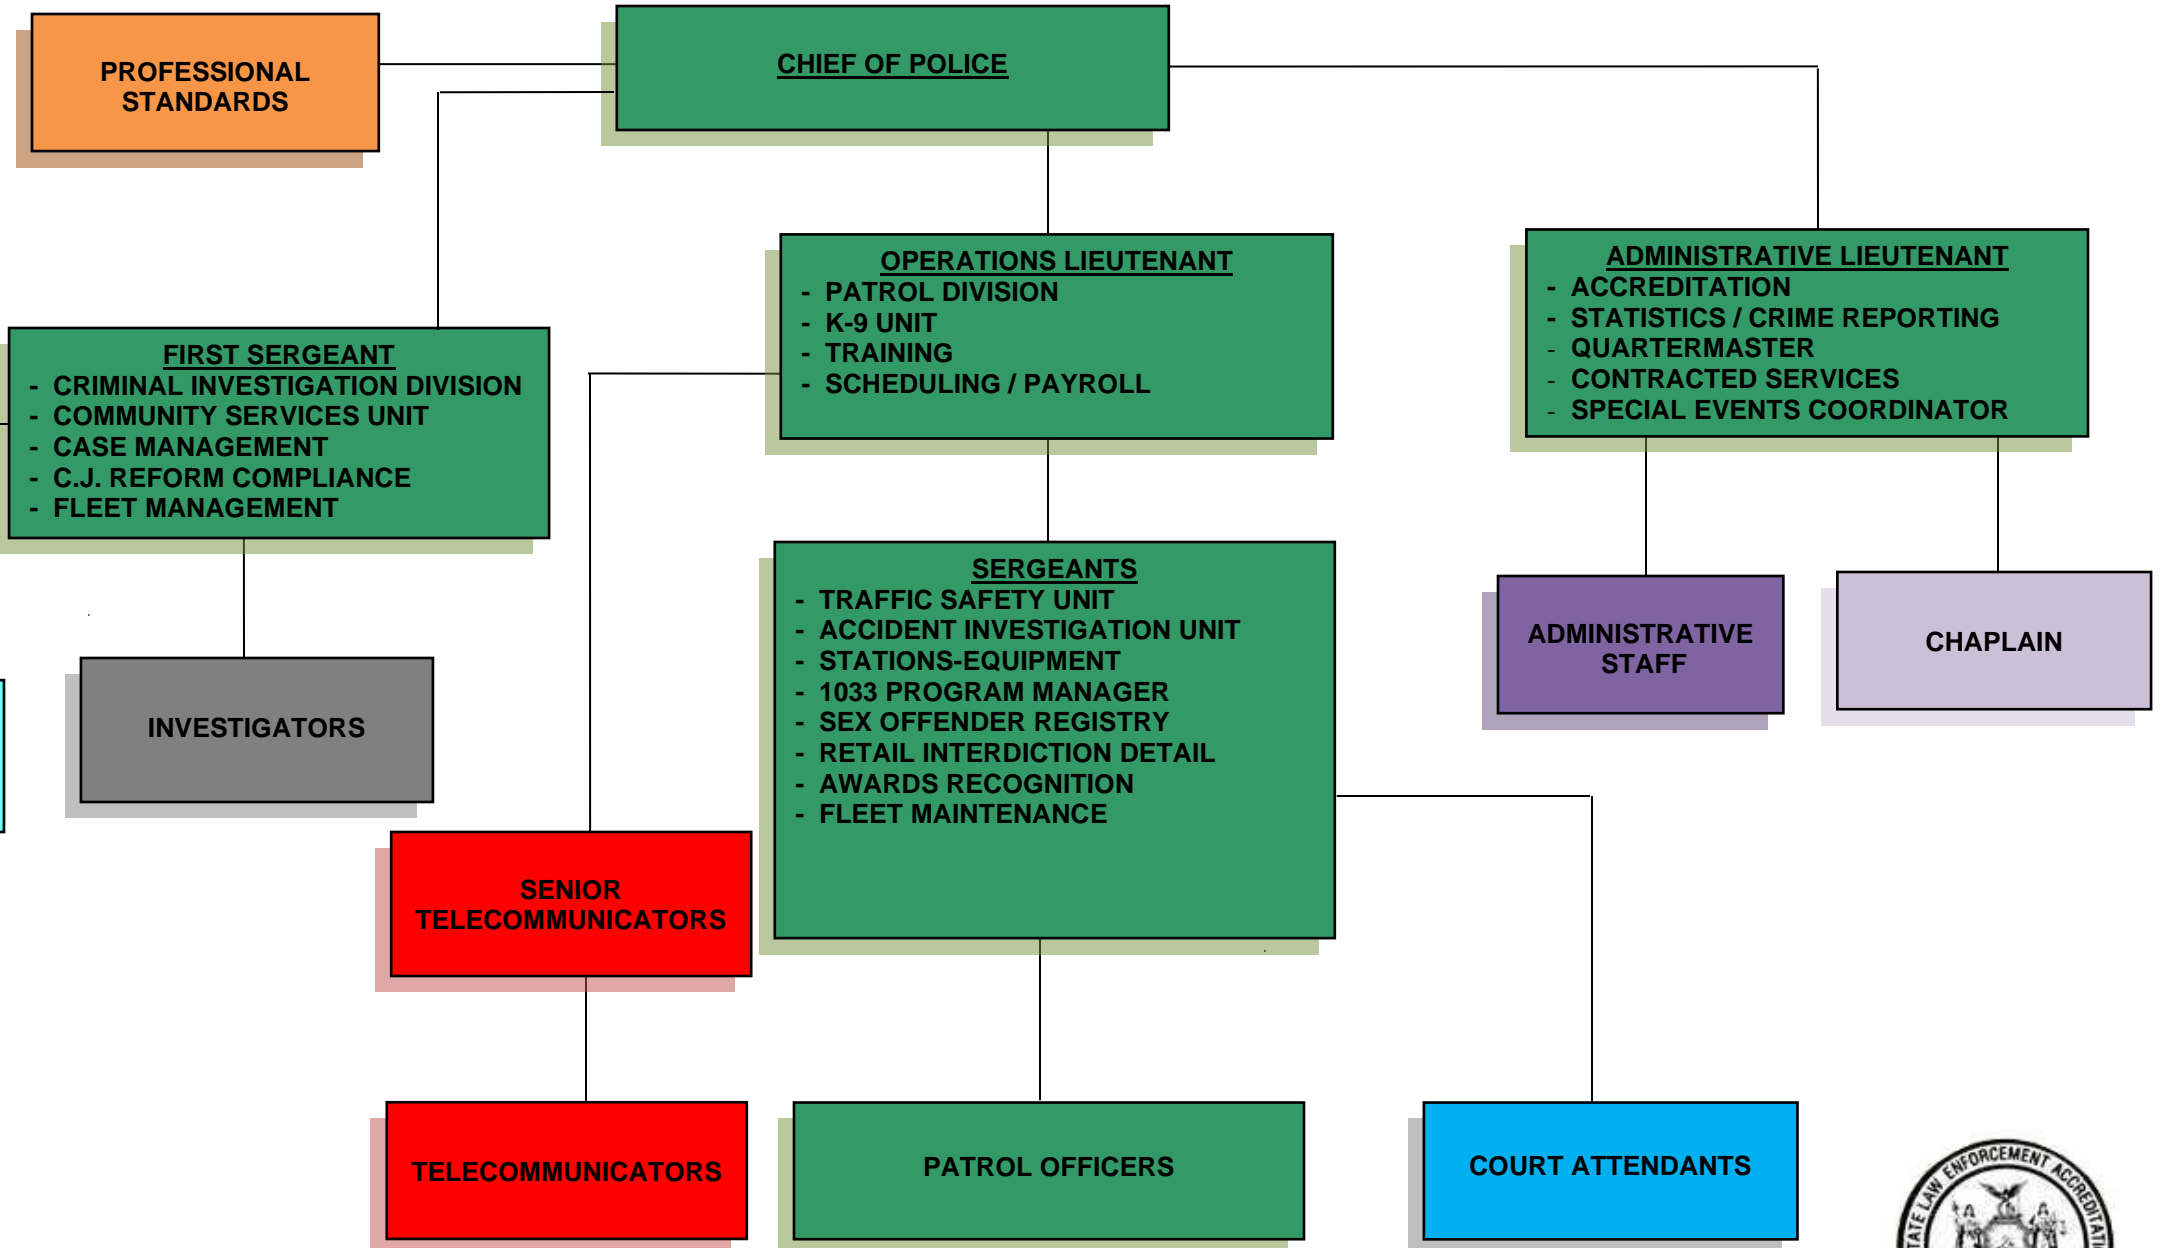 PROFESSIONAL
STANDARDS
CHIEF OF POLICE
OPERATIONS LIEUTENANT
- PATROL DIVISION
- K-9 UNIT
- TRAINING
- SCHEDULING / PAYROLL
ADMINISTRATIVE LIEUTENANT
- ACCREDITATION
- STATISTICS / CRIME REPORTING
- QUARTERMASTER
- CONTRACTED SERVICES
- SPECIAL EVENTS COORDINATOR
FIRST SERGEANT
- CRIMINAL INVESTIGATION DIVISION
- COMMUNITY SERVICES UNIT
- CASE MANAGEMENT
- C.J. REFORM COMPLIANCE
- FLEET MANAGEMENT
SERGEANTS
- TRAFFIC SAFETY UNIT
- ACCIDENT INVESTIGATION UNIT
- STATIONS-EQUIPMENT
- 1033 PROGRAM MANAGER
- SEX OFFENDER REGISTRY
- RETAIL INTERDICTION DETAIL
- AWARDS RECOGNITION
- FLEET MAINTENANCE
ADMINISTRATIVE
STAFF
CHAPLAIN
INVESTIGATORS
SENIOR
TELECOMMUNICATORS
TELECOMMUNICATORS
PATROL OFFICERS
COURT ATTENDANTS
LAW ENFORCEMENT